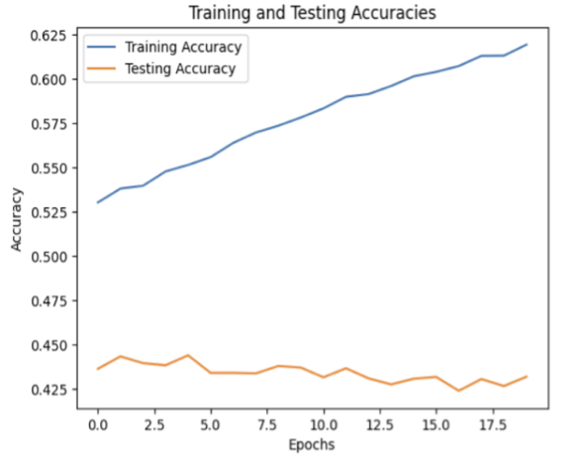 Training and Testing Accuracies
Training Accuracy
Testing Accuracy
0.625
0.600
0.575
0.550
0.525
0.500
0.475
0.450
0.425
Accuracy
0.0 2.5 5.0 7.5 10.0 12.5 15.0 17.5
Epochs